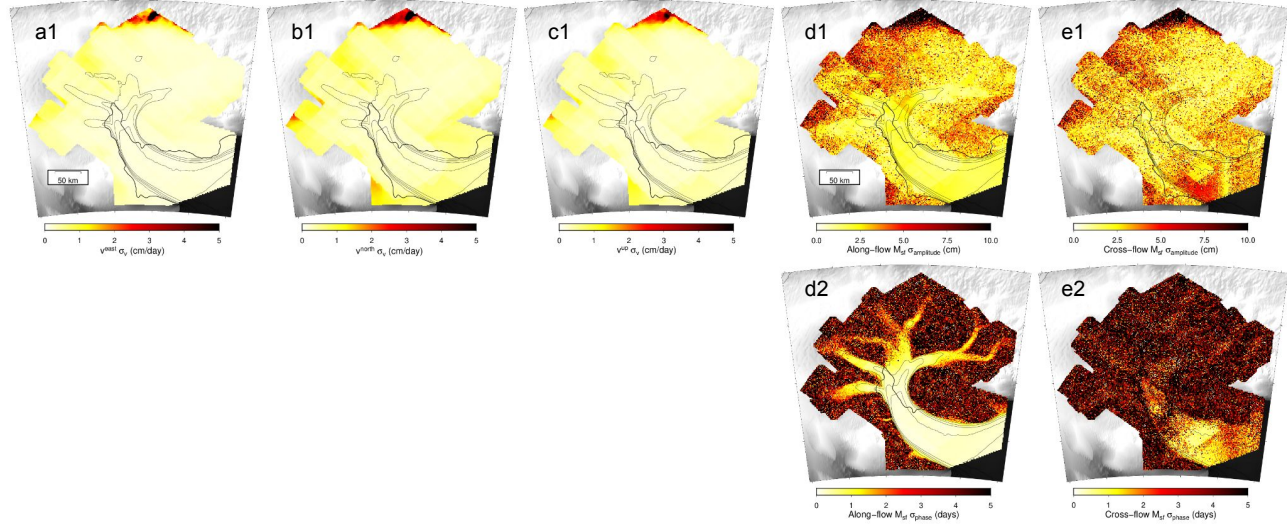 a1
b1
c1
d1
e1
50 km
50 km
0 1 2 3 4 5
v^east σ_v (cm/day)
0 1 2 3 4 5
v^north σ_v (cm/day)
0 1 2 3 4 5
v^up σ_v (cm/day)
0.0 2.5 5.0 7.5 10.0
Along-flow M_sf σ_amplitude (cm)
0.0 2.5 5.0 7.5 10.0
Cross-flow M_sf σ_amplitude (cm)
d2
e2
0 1 2 3 4 5
Along-flow M_sf σ_phase (days)
0 1 2 3 4 5
Cross-flow M_sf σ_phase (days)